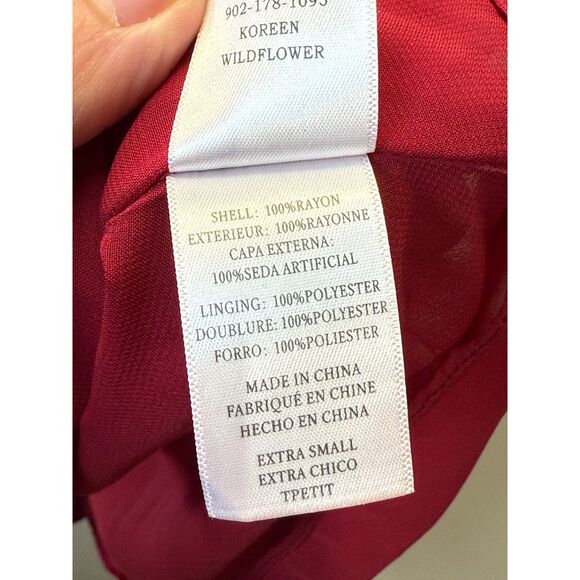 902-178-1095
KOREEN
WILDFLOWER
SHELL: 100%RAYON
EXTERIEUR: 100%RAYONNE
CAPA EXTERNA:
100%SEDA ARTIFICIAL
LINGING: 100%POLYESTER
DOUBLURE: 100%POLYESTER
FORRO: 100%POLIESTER
MADE IN CHINA
FABRIQUÉ EN CHINE
HECHO EN CHINA
EXTRA SMALL
EXTRA CHICO
TPETIT